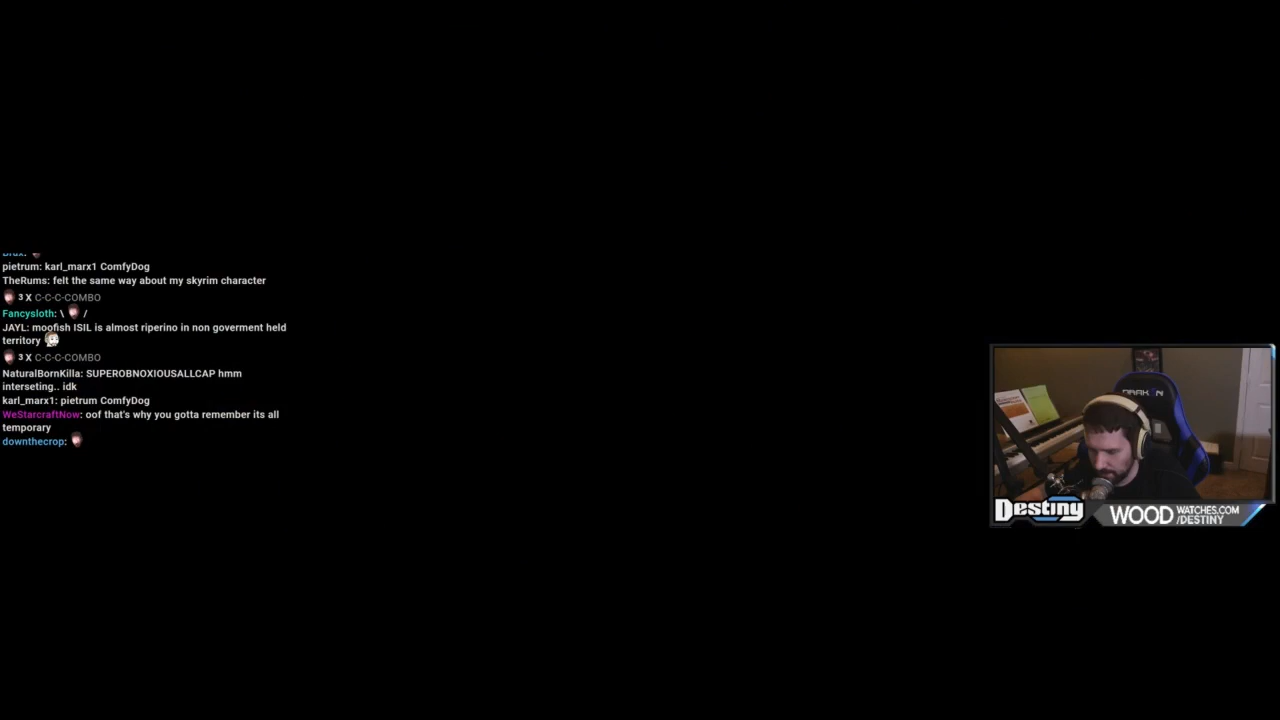 pietrum: karl_marx1 ComfyDog
TheRums: felt the same way about my skyrim character
3 X C-C-C-COMBO
Fancysloth: \ /
JAYL: moofish ISIL is almost riperino in non goverment held
territory
3 X C-C-C-COMBO
NaturalBornKilla: SUPEROBNOXIOUSALLCAP hmm
interseting.. idk
karl_marx1: pietrum ComfyDog
WeStarcraftNow: oof that's why you gotta remember its all
temporary
downthecrop:
DRAKON
Destiny
WOOD WATCHES.COM
/DESTINY